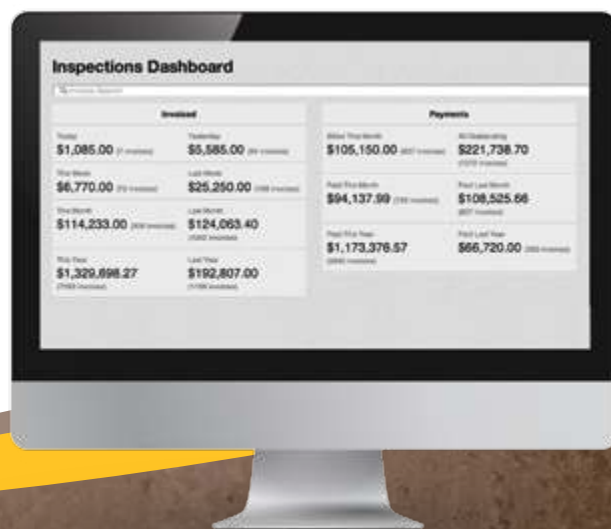 Inspections Dashboard
Invoice Search
Invoiced
Today
$1,085.00
Yesterday
$5,585.00
This Week
$6,770.00
Last Week
$25,250.00
This Month
$114,233.00
Last Month
$124,063.40
This Year
$1,329,698.27
Last Year
$192,807.00
Payments
Billed This Month
$105,150.00
All Outstanding
$221,738.70
Paid This Month
$94,137.99
Paid Last Month
$108,525.66
Paid This Year
$1,173,376.57
Paid Last Year
$66,720.00